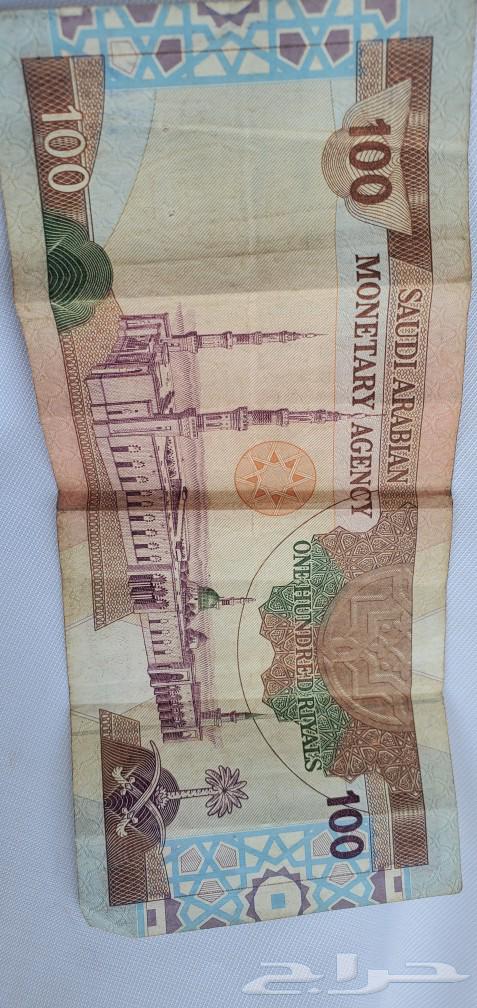 100
SAUDI ARABIAN
MONETARY AGENCY
ONE HUNDRED RIYALS
100
100
حراج